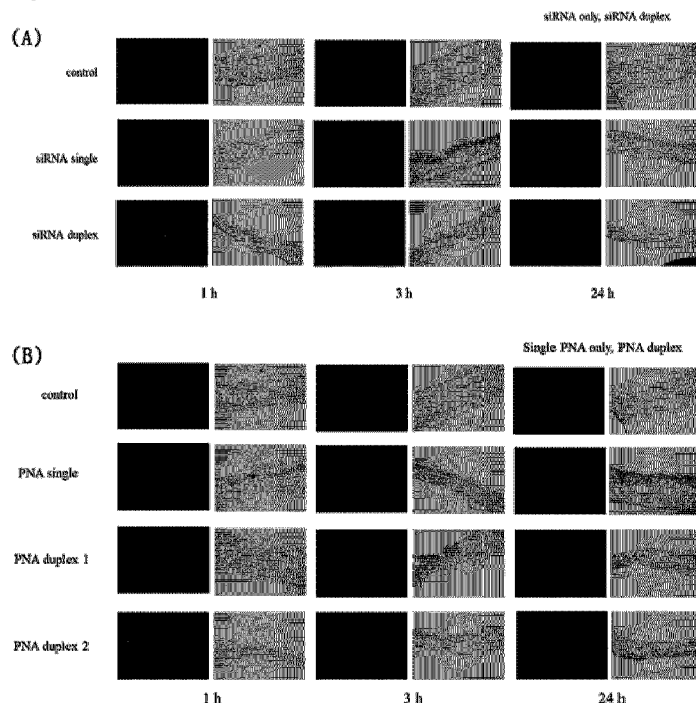 siRNA only, siRNA duplex
(A)
control
siRNA single
siRNA duplex
1 h 3 h 24 h
(B)
Single PNA only, PNA duplex
control
PNA single
PNA duplex 1
PNA duplex 2
1 h 3 h 24 h